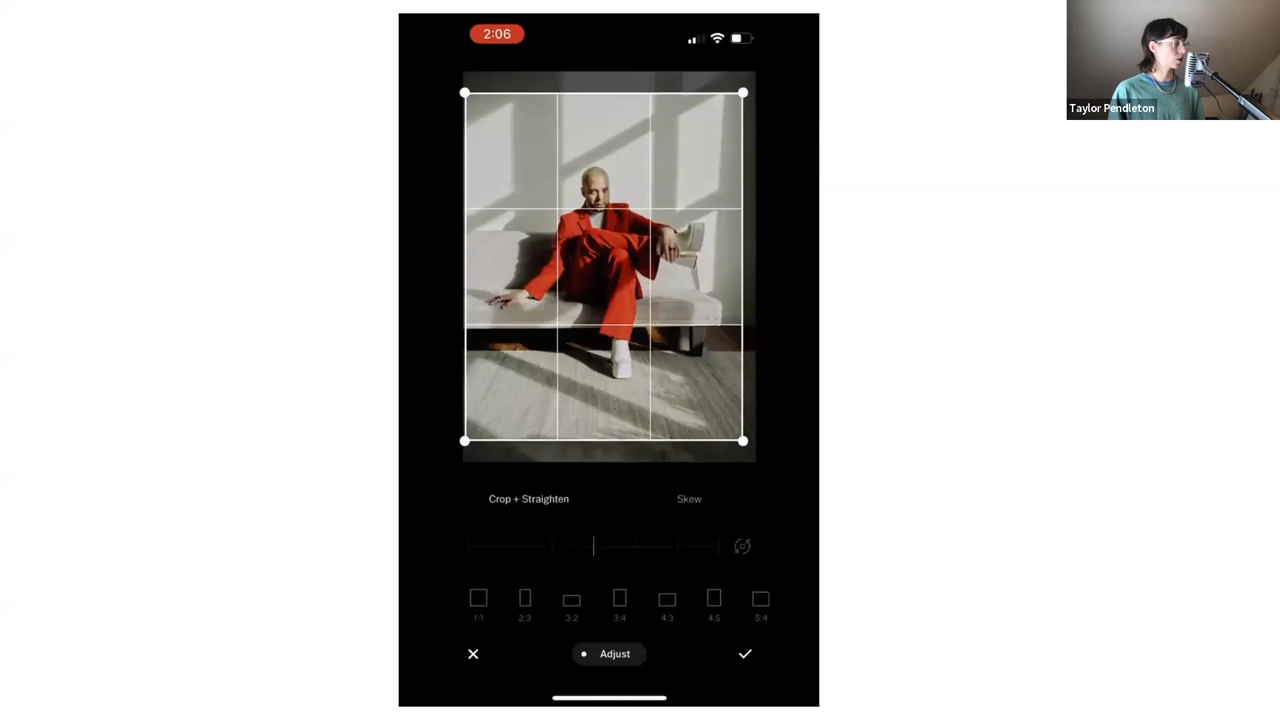 2:06
Taylor Pendleton
Crop + Straighten
Skew
1:1 2:3 3:2 3:4 4:3 4:5 5:4
Adjust